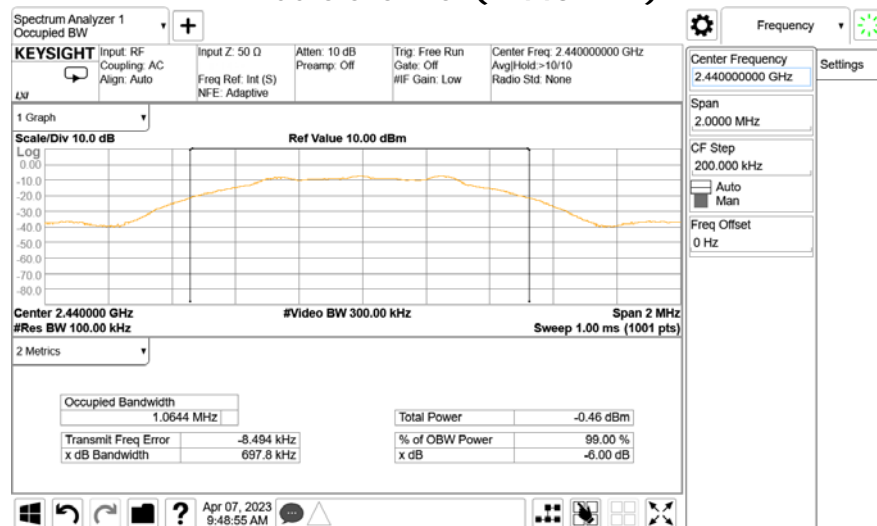 Spectrum Analyzer 1
Occupied BW
Frequency
KEYSIGHT
Input: RF
Coupling: AC
Align: Auto
Input Z: 50 Ω
Freq Ref: Int (S)
NFE: Adaptive
Atten: 10 dB
Preamp: Off
Trig: Free Run
Gate: Off
#IF Gain: Low
Center Freq: 2.440000000 GHz
Avg|Hold:>10/10
Radio Std: None
LXI
Center Frequency
2.440000000 GHz
Settings
Span
2.0000 MHz
CF Step
200.000 kHz
Auto
Man
Freq Offset
0 Hz
1 Graph
Scale/Div 10.0 dB
Ref Value 10.00 dBm
Log
0.00
-10.0
-20.0
-30.0
-40.0
-50.0
-60.0
-70.0
-80.0
Center 2.440000 GHz
#Video BW 300.00 kHz
Span 2 MHz
#Res BW 100.00 kHz
Sweep 1.00 ms (1001 pts)
2 Metrics
Occupied Bandwidth
1.0644 MHz
Total Power -0.46 dBm
Transmit Freq Error -8.494 kHz
% of OBW Power 99.00 %
x dB Bandwidth 697.8 kHz
x dB -6.00 dB
Apr 07, 2023
9:48:55 AM